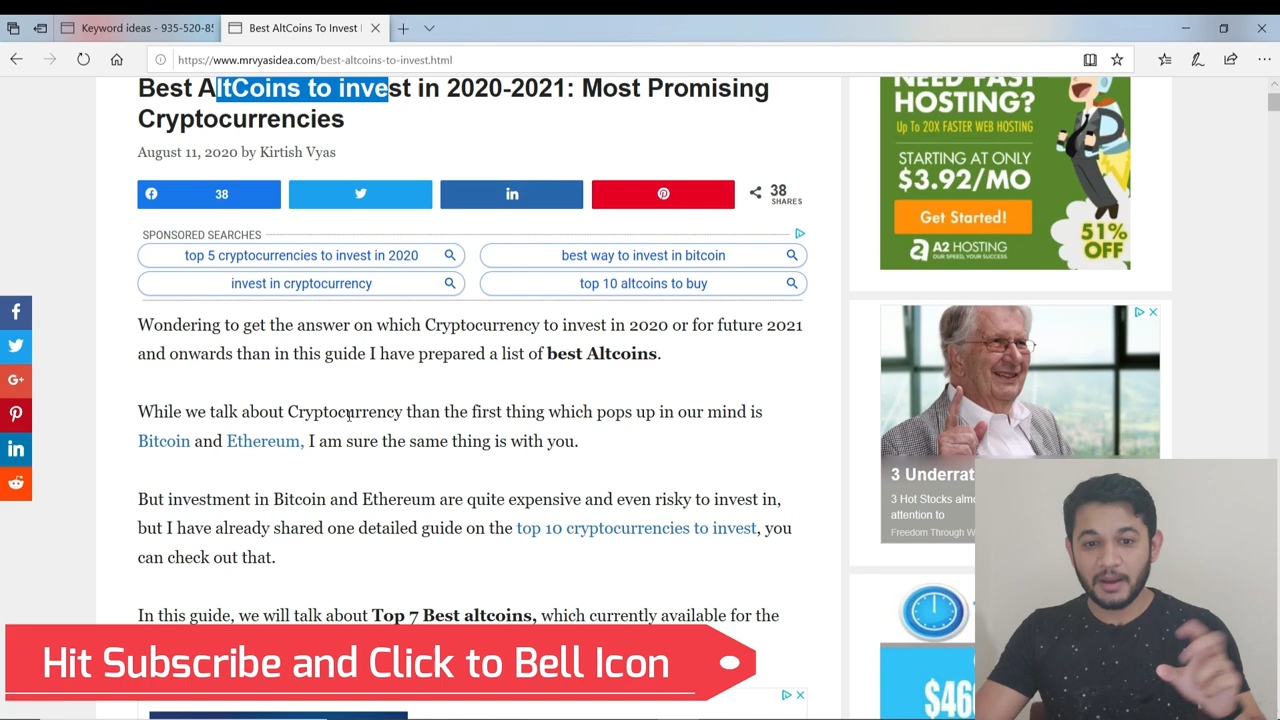 Keyword ideas - 935-520-85
Best AltCoins To Invest I
https://www.mrvyasidea.com/best-altcoins-to-invest.html
Best AltCoins to invest in 2020-2021: Most Promising
Cryptocurrencies
August 11, 2020 by Kirtish Vyas
38
38
SHARES
SPONSORED SEARCHES
top 5 cryptocurrencies to invest in 2020
best way to invest in bitcoin
invest in cryptocurrency
top 10 altcoins to buy
Wondering to get the answer on which Cryptocurrency to invest in 2020 or for future 2021
and onwards than in this guide I have prepared a list of best Altcoins.
While we talk about Cryptocurrency than the first thing which pops up in our mind is
Bitcoin and Ethereum, I am sure the same thing is with you.
But investment in Bitcoin and Ethereum are quite expensive and even risky to invest in,
but I have already shared one detailed guide on the top 10 cryptocurrencies to invest, you
can check out that.
In this guide, we will talk about Top 7 Best altcoins, which currently available for the
NEED FAST
HOSTING?
Up To 20X FASTER WEB HOSTING
STARTING AT ONLY
$3.92/MO
Get Started!
51%
OFF
A2 HOSTING
OUR SPEED, YOUR SUCCESS
3 Underrat
3 Hot Stocks
attention to
Freedom Through W
$46
Hit Subscribe and Click to Bell Icon